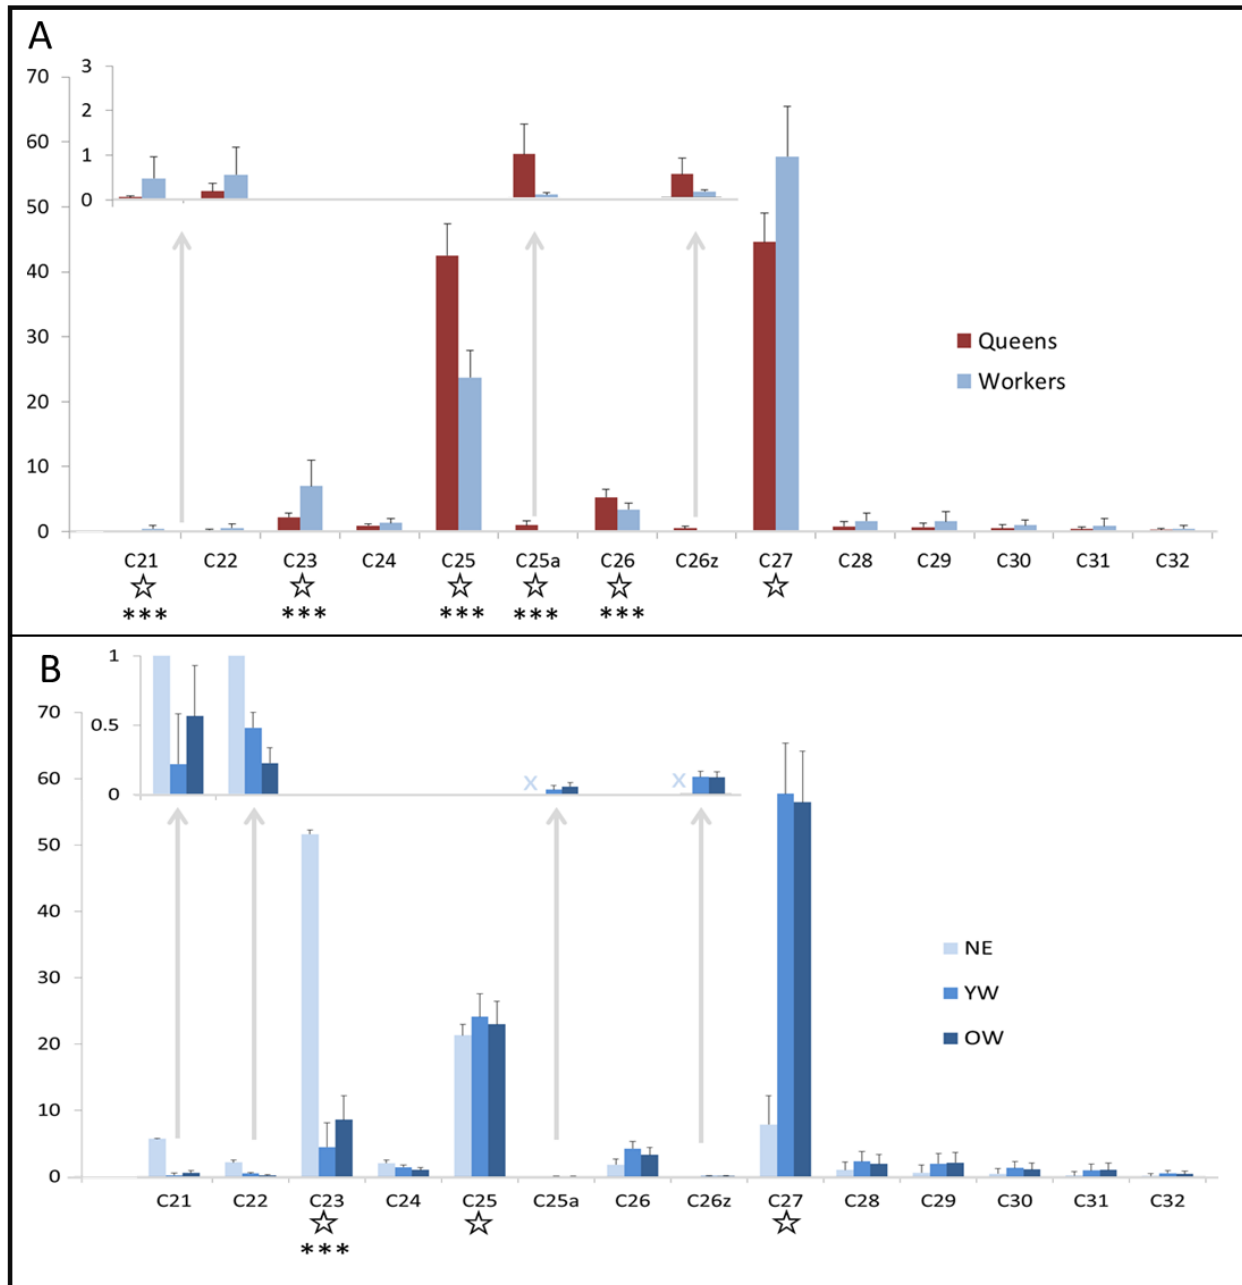 A
3
70
2
60
1
0
50
40
30
Queens
Workers
20
10
0
C21 C22 C23 C24 C25 C25a C26 C26z C27 C28 C29 C30 C31 C32
☆ ☆ ☆ ☆ ☆ ☆
*** *** *** *** ***
B
1
70
0.5
60
x x
0
50
40
NE
30
YW
OW
20
10
0
C21 C22 C23 C24 C25 C25a C26 C26z C27 C28 C29 C30 C31 C32
☆ ☆ ☆
***